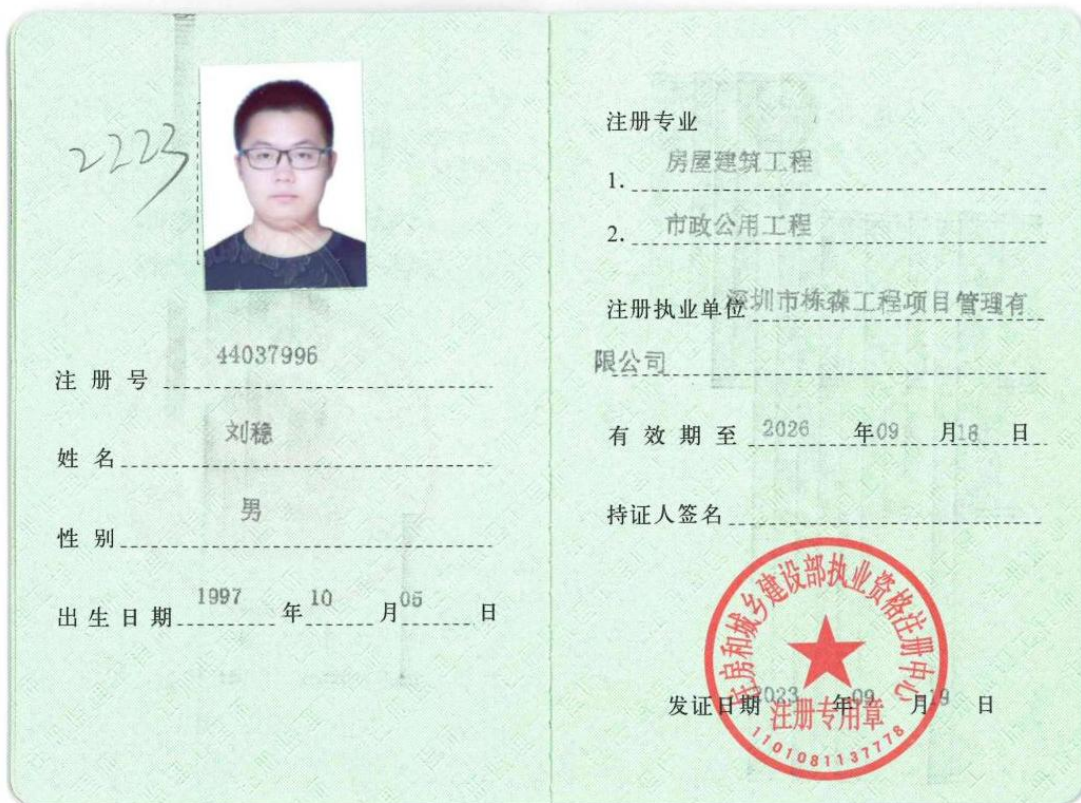 2223
注册号 44037996
姓名 刘稳
性别 男
出生日期 1997 年 10 月 05 日
注册专业
1. 房屋建筑工程
2. 市政公用工程
注册执业单位 深圳市栋森工程项目管理有
限公司
有效期至 2026 年 09 月 18 日
持证人签名
住房和城乡建设部执业资格注册中心
发证日期 2023 年 09 月 19 日
注册专用章
1101081137778